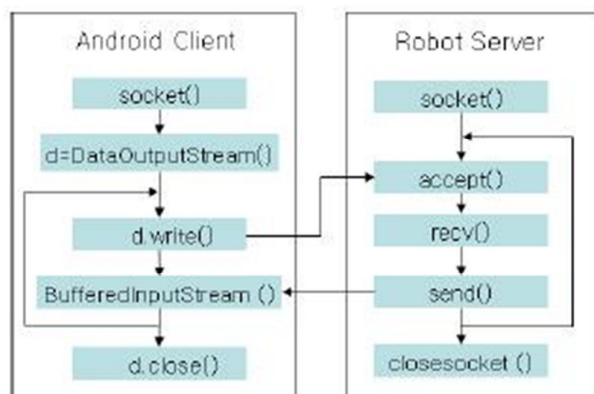 Android Client
socket()
d=DataOutputStream()
d.write()
BufferedInputStream ()
d.close()
Robot Server
socket()
accept()
recv()
send()
closesocket ()